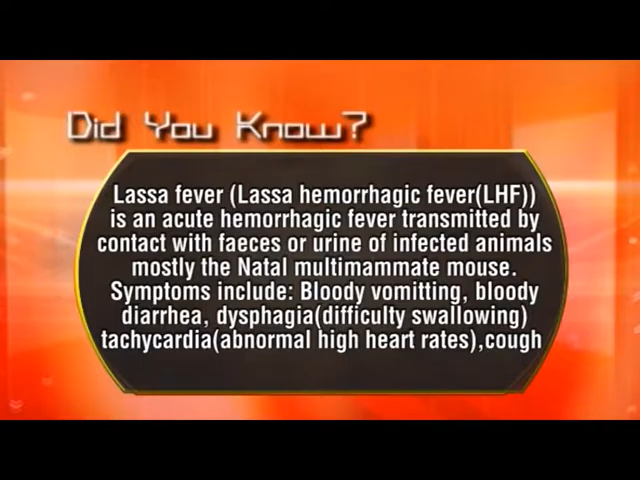 Did You Know?
Lassa fever (Lassa hemorrhagic fever(LHF))
is an acute hemorrhagic fever transmitted by
contact with faeces or urine of infected animals
mostly the Natal multimammate mouse.
Symptoms include: Bloody vomitting, bloody
diarrhea, dysphagia(difficulty swallowing)
tachycardia(abnormal high heart rates),cough